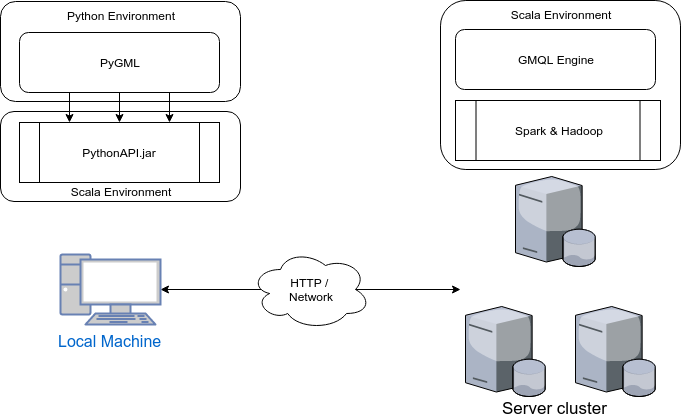 Python Environment
PyGML
PythonAPI.jar
Scala Environment
Scala Environment
GMQL Engine
Spark & Hadoop
HTTP /
Network
Local Machine
Server cluster